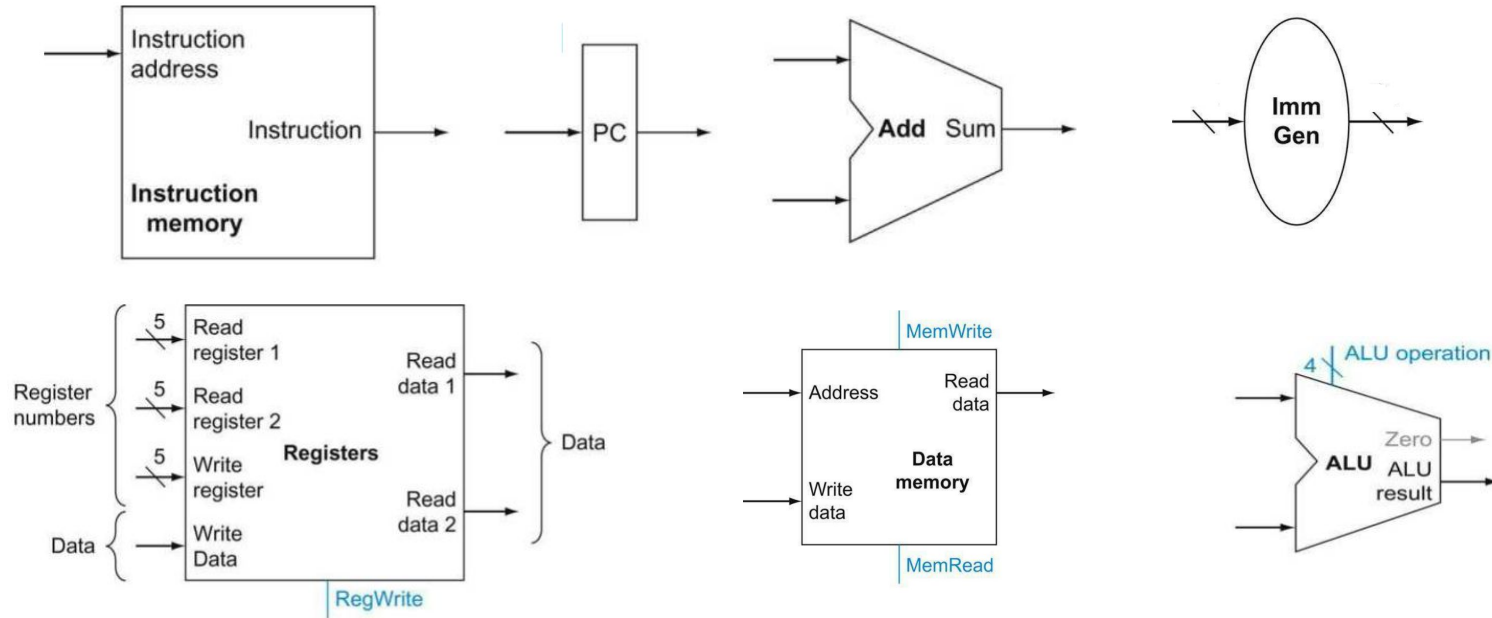 Instruction
address
Instruction
Instruction
memory
PC
Add Sum
Imm
Gen
Register
numbers
Data
5
Read
register 1
5
Read
register 2
5
Write
register
Write
Data
Registers
Read
data 1
Read
data 2
Data
RegWrite
MemWrite
Address
Read
data
Data
memory
Write
data
MemRead
4 ALU operation
Zero
ALU
ALU
result